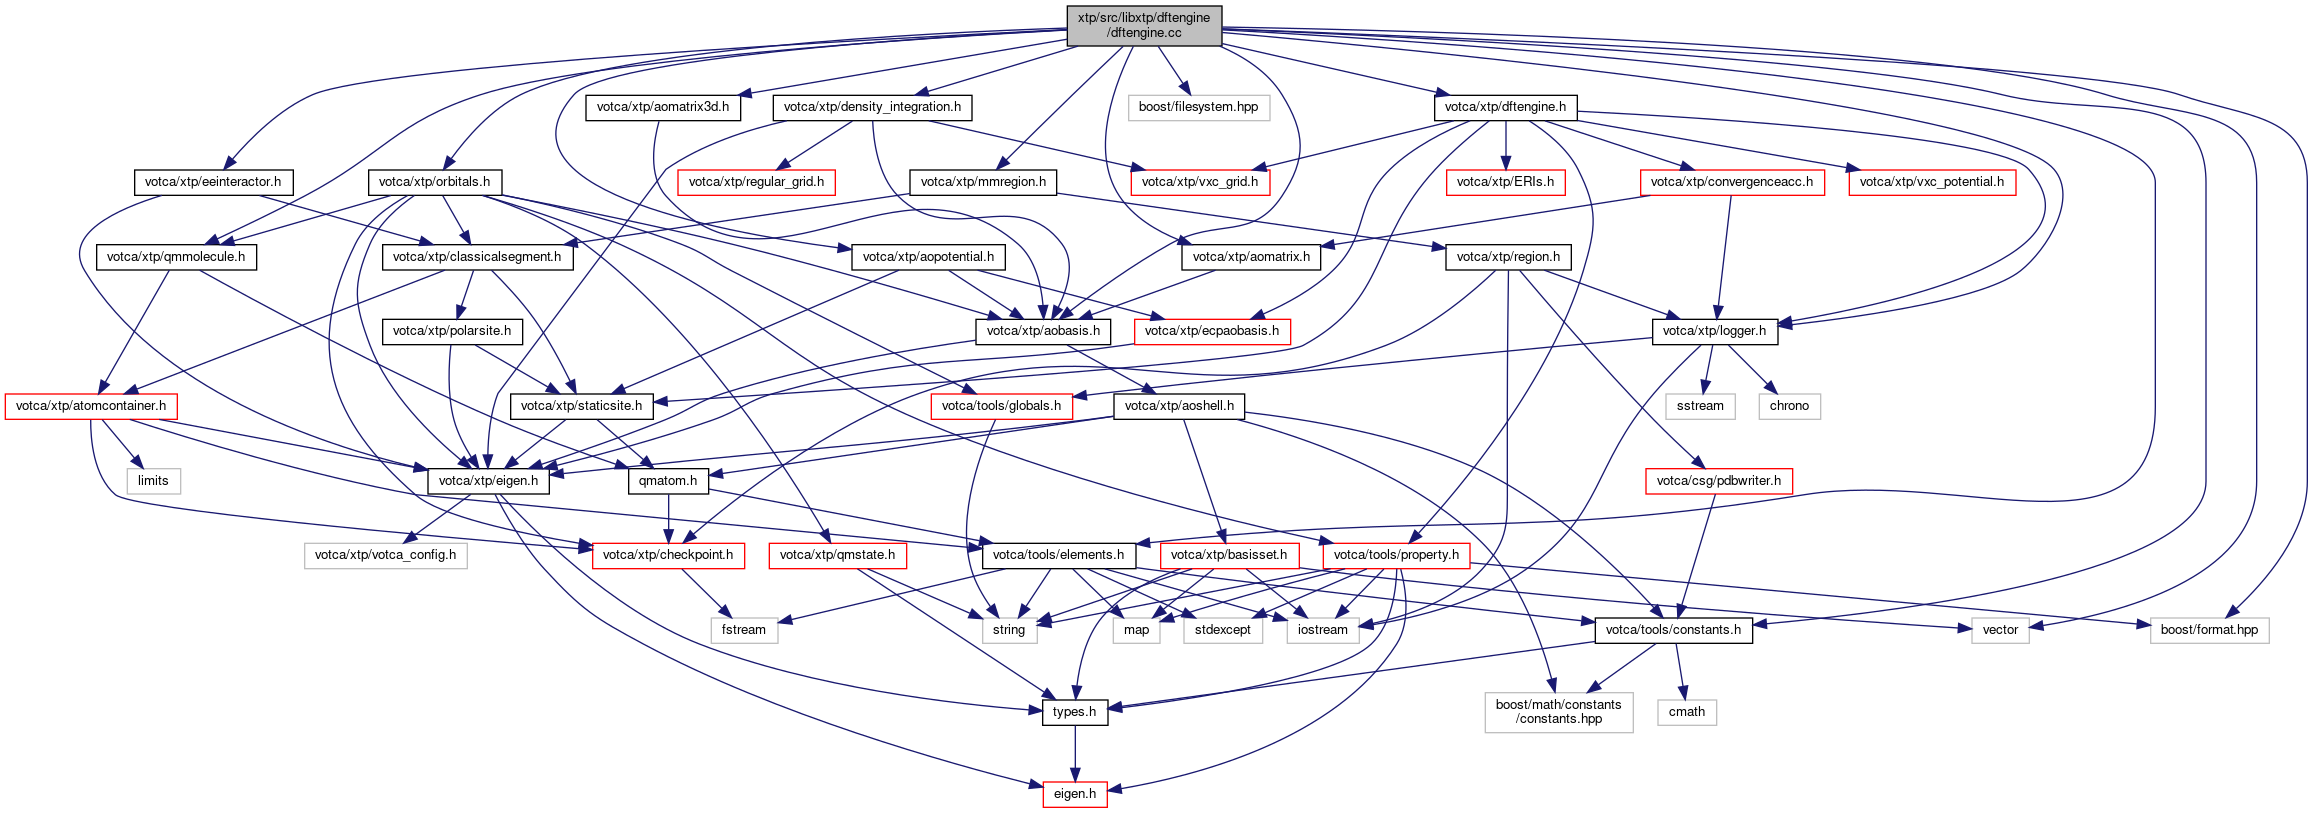 xtp/src/libxtp/dftengine
/dftengine.cc
votca/xtp/aomatrix3d.h
votca/xtp/density_integration.h
boost/filesystem.hpp
votca/xtp/dftengine.h
votca/xtp/eeinteractor.h
votca/xtp/orbitals.h
votca/xtp/regular_grid.h
votca/xtp/mmregion.h
votca/xtp/vxc_grid.h
votca/xtp/ERIs.h
votca/xtp/convergenceacc.h
votca/xtp/vxc_potential.h
votca/xtp/qmmolecule.h
votca/xtp/classicalsegment.h
votca/xtp/aopotential.h
votca/xtp/aomatrix.h
votca/xtp/region.h
votca/xtp/polarsite.h
votca/xtp/aobasis.h
votca/xtp/ecpaobasis.h
votca/xtp/logger.h
votca/xtp/atomcontainer.h
votca/xtp/staticsite.h
votca/tools/globals.h
votca/xtp/aoshell.h
sstream
chrono
limits
votca/xtp/eigen.h
qmatom.h
votca/csg/pdbwriter.h
votca/xtp/votca_config.h
votca/xtp/checkpoint.h
votca/xtp/qmstate.h
votca/tools/elements.h
votca/xtp/basisset.h
votca/tools/property.h
fstream
string
map
stdexcept
iostream
votca/tools/constants.h
vector
boost/format.hpp
types.h
boost/math/constants
/constants.hpp
cmath
eigen.h